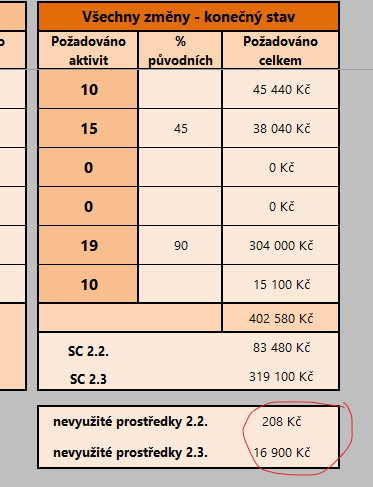 o
Všechny změny - konečný stav
Požadováno aktivit % původních Požadováno celkem
10 45 440 Kč
15 45 38 040 Kč
0 0 Kč
0 0 Kč
19 90 304 000 Kč
10 15 100 Kč
402 580 Kč
SC 2.2. 83 480 Kč
SC 2.3 319 100 Kč
nevyužité prostředky 2.2. 208 Kč
nevyužité prostředky 2.3. 16 900 Kč